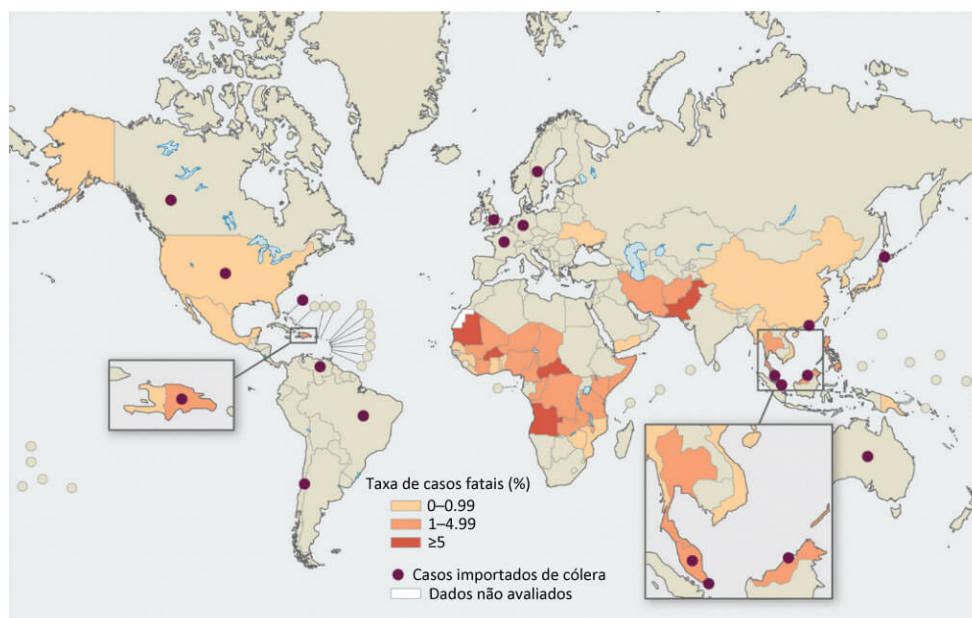 Taxa de casos fatais (%)
0–0.99
1–4.99
≥5
Casos importados de cólera
Dados não avaliados